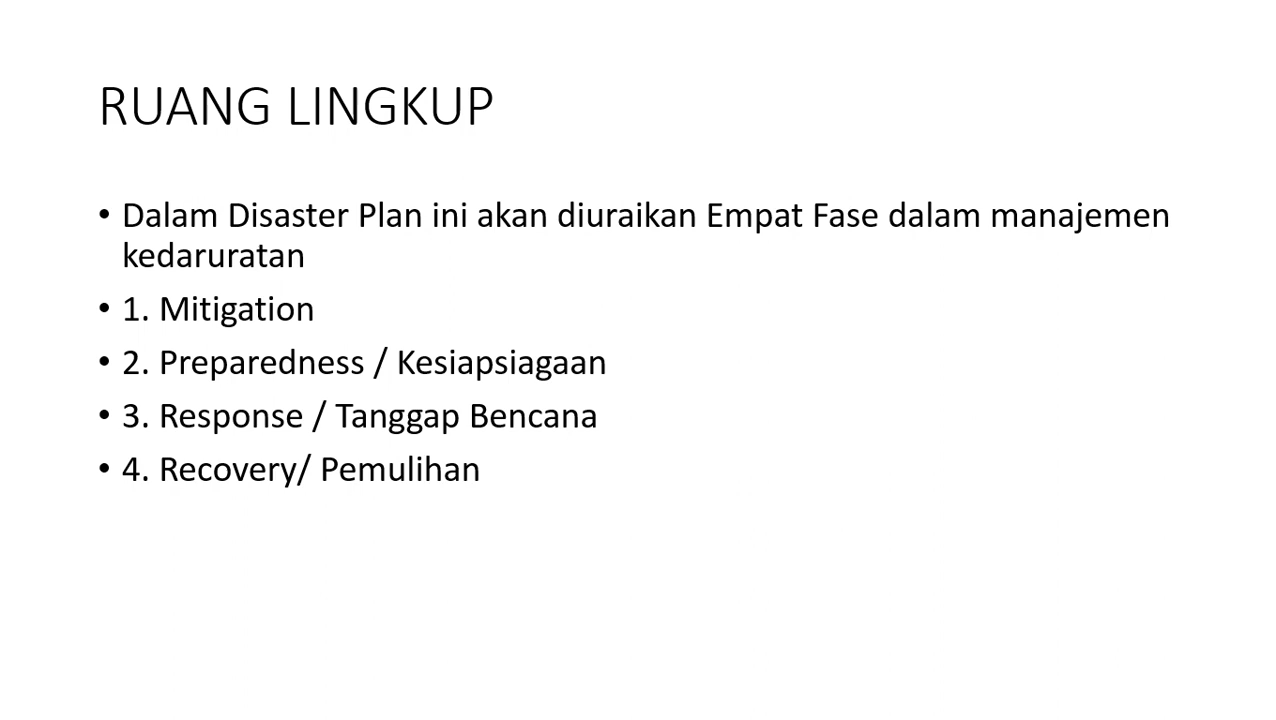 RUANG LINGKUP
• Dalam Disaster Plan ini akan diuraikan Empat Fase dalam manajemen
kedaruratan
• 1. Mitigation
• 2. Preparedness / Kesiapsiagaan
• 3. Response / Tanggap Bencana
• 4. Recovery/ Pemulihan